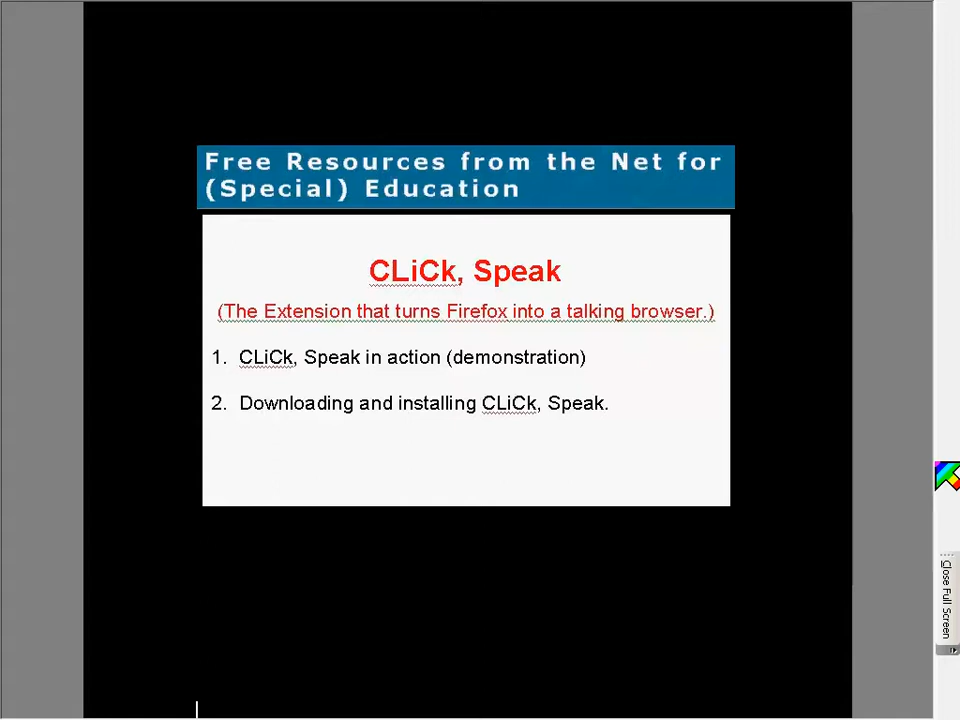 Free Resources from the Net for
(Special) Education
CLiCk, Speak
(The Extension that turns Firefox into a talking browser.)
1. CLiCk, Speak in action (demonstration)
2. Downloading and installing CLiCk, Speak.
Close Full Screen